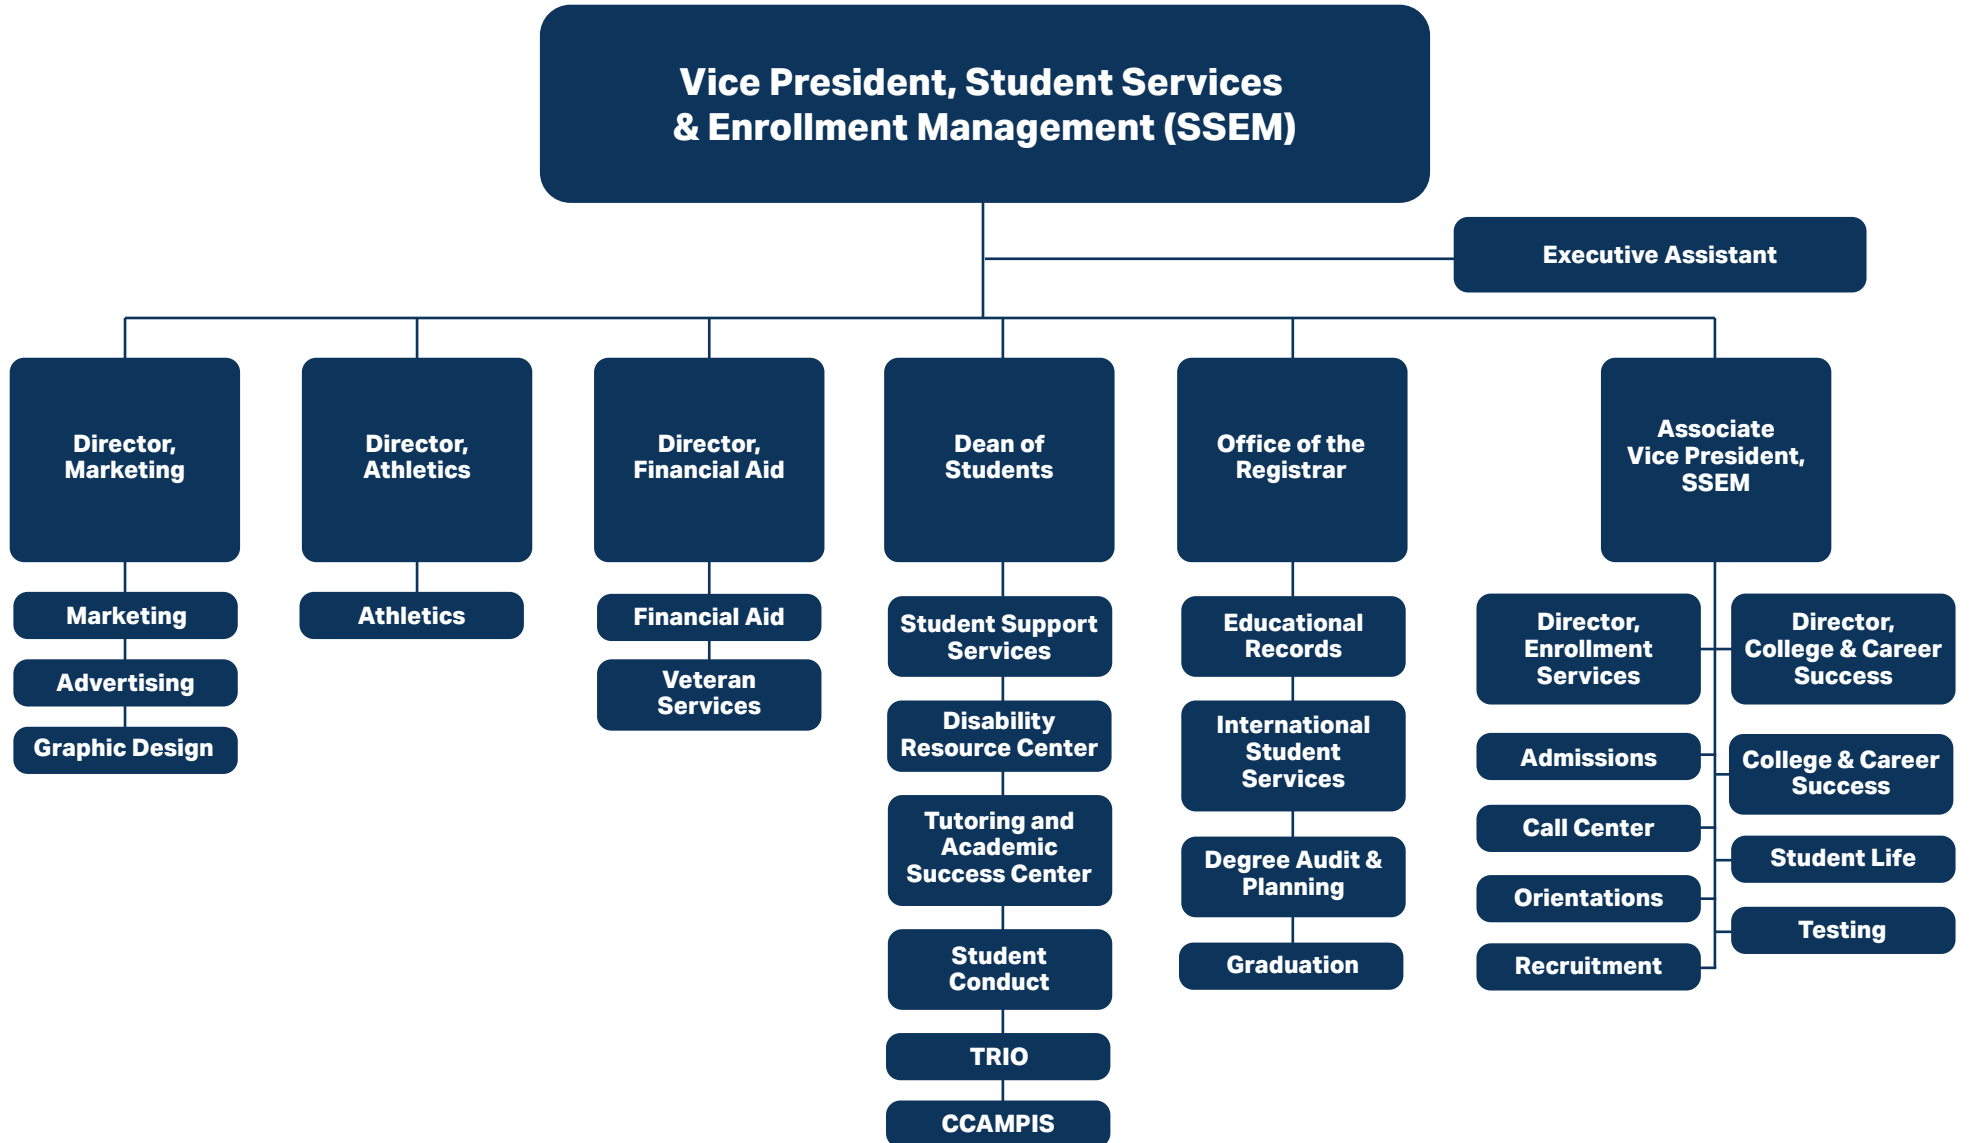 Vice President, Student Services
& Enrollment Management (SSEM)
Executive Assistant
Director,
Marketing
Director,
Athletics
Director,
Financial Aid
Dean of
Students
Office of the
Registrar
Associate
Vice President,
SSEM
Marketing
Advertising
Graphic Design
Athletics
Financial Aid
Veteran
Services
Student Support
Services
Disability
Resource Center
Tutoring and
Academic
Success Center
Student
Conduct
TRIO
CCAMPIS
Educational
Records
International
Student
Services
Degree Audit &
Planning
Graduation
Director,
Enrollment
Services
Admissions
Call Center
Orientations
Recruitment
Director,
College & Career
Success
College & Career
Success
Student Life
Testing